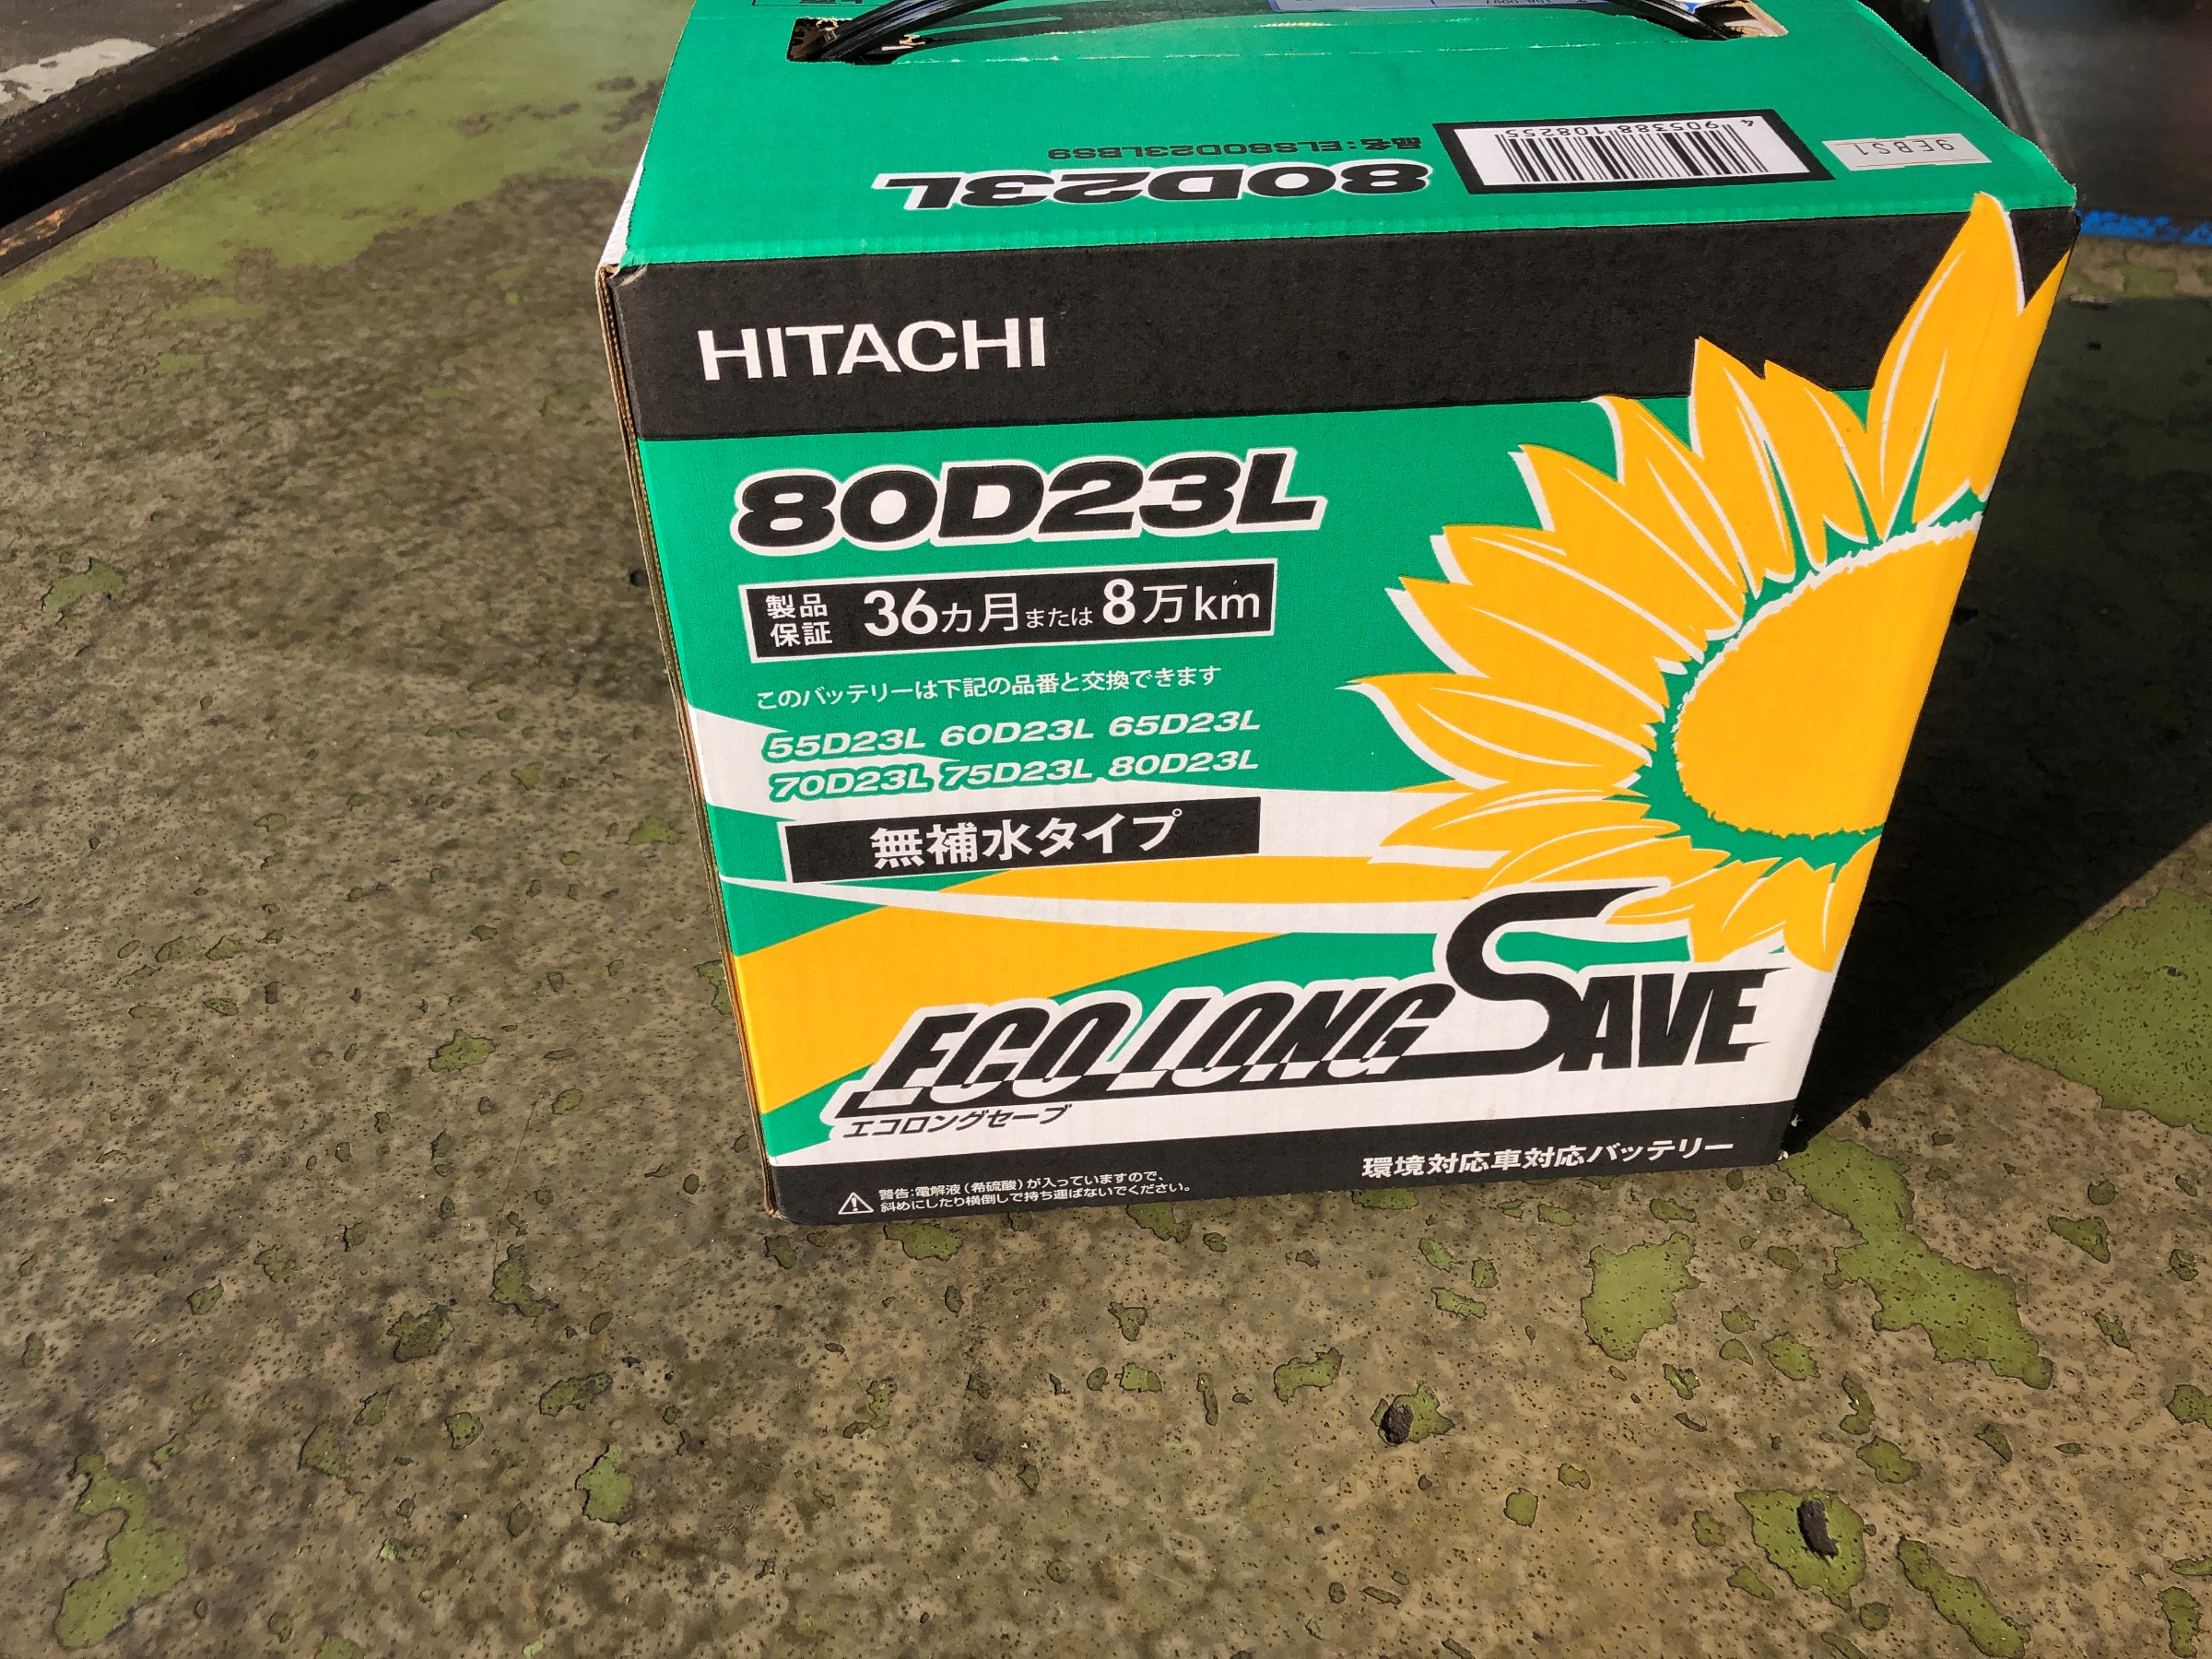 4 905388 108255
9EBS1
品名：ELS80D23LBS9
80D23L
HITACHI
80D23L
製品保証 36カ月または8万km
このバッテリーは下記の品番と交換できます
55D23L 60D23L 65D23L
70D23L 75D23L 80D23L
無補水タイプ
ECO LONG SAVE
エコロングセーブ
環境対応車対応バッテリー
警告：電解液（希硫酸）が入っていますので、
斜めにしたり横倒しで持ち運ばないでください。